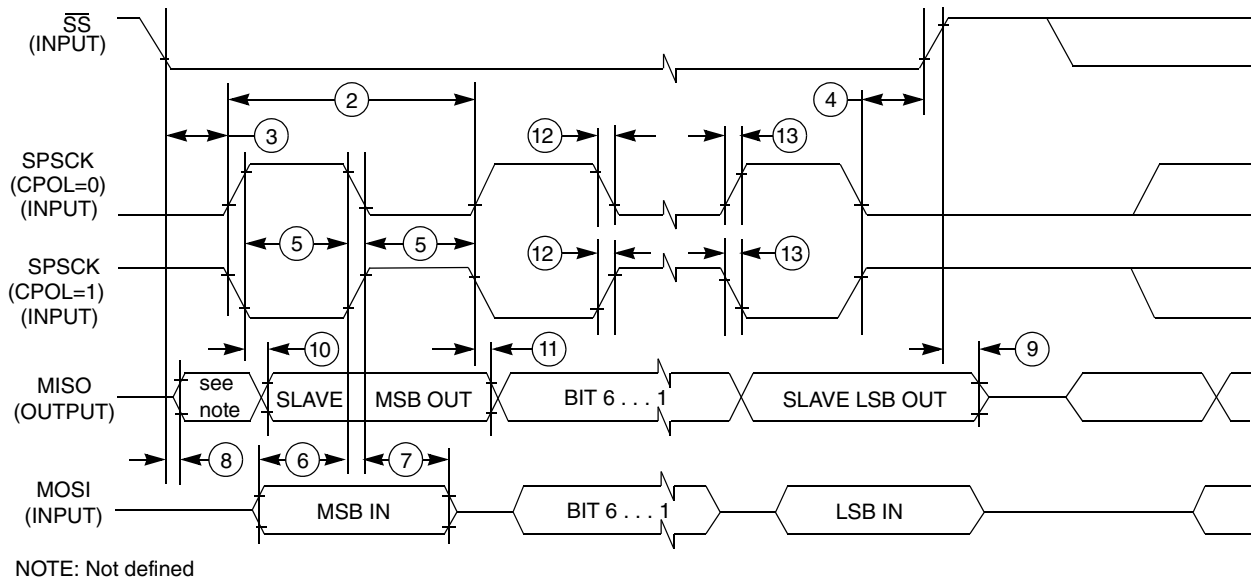 SS
(INPUT)
2
4
3
12
13
SPSCK
(CPOL=0)
(INPUT)
5
5
12
13
SPSCK
(CPOL=1)
(INPUT)
10
11
9
MISO
(OUTPUT)
see
note
SLAVE
MSB OUT
BIT 6 . . . 1
SLAVE LSB OUT
8
6
7
MOSI
(INPUT)
MSB IN
BIT 6 . . . 1
LSB IN
NOTE: Not defined